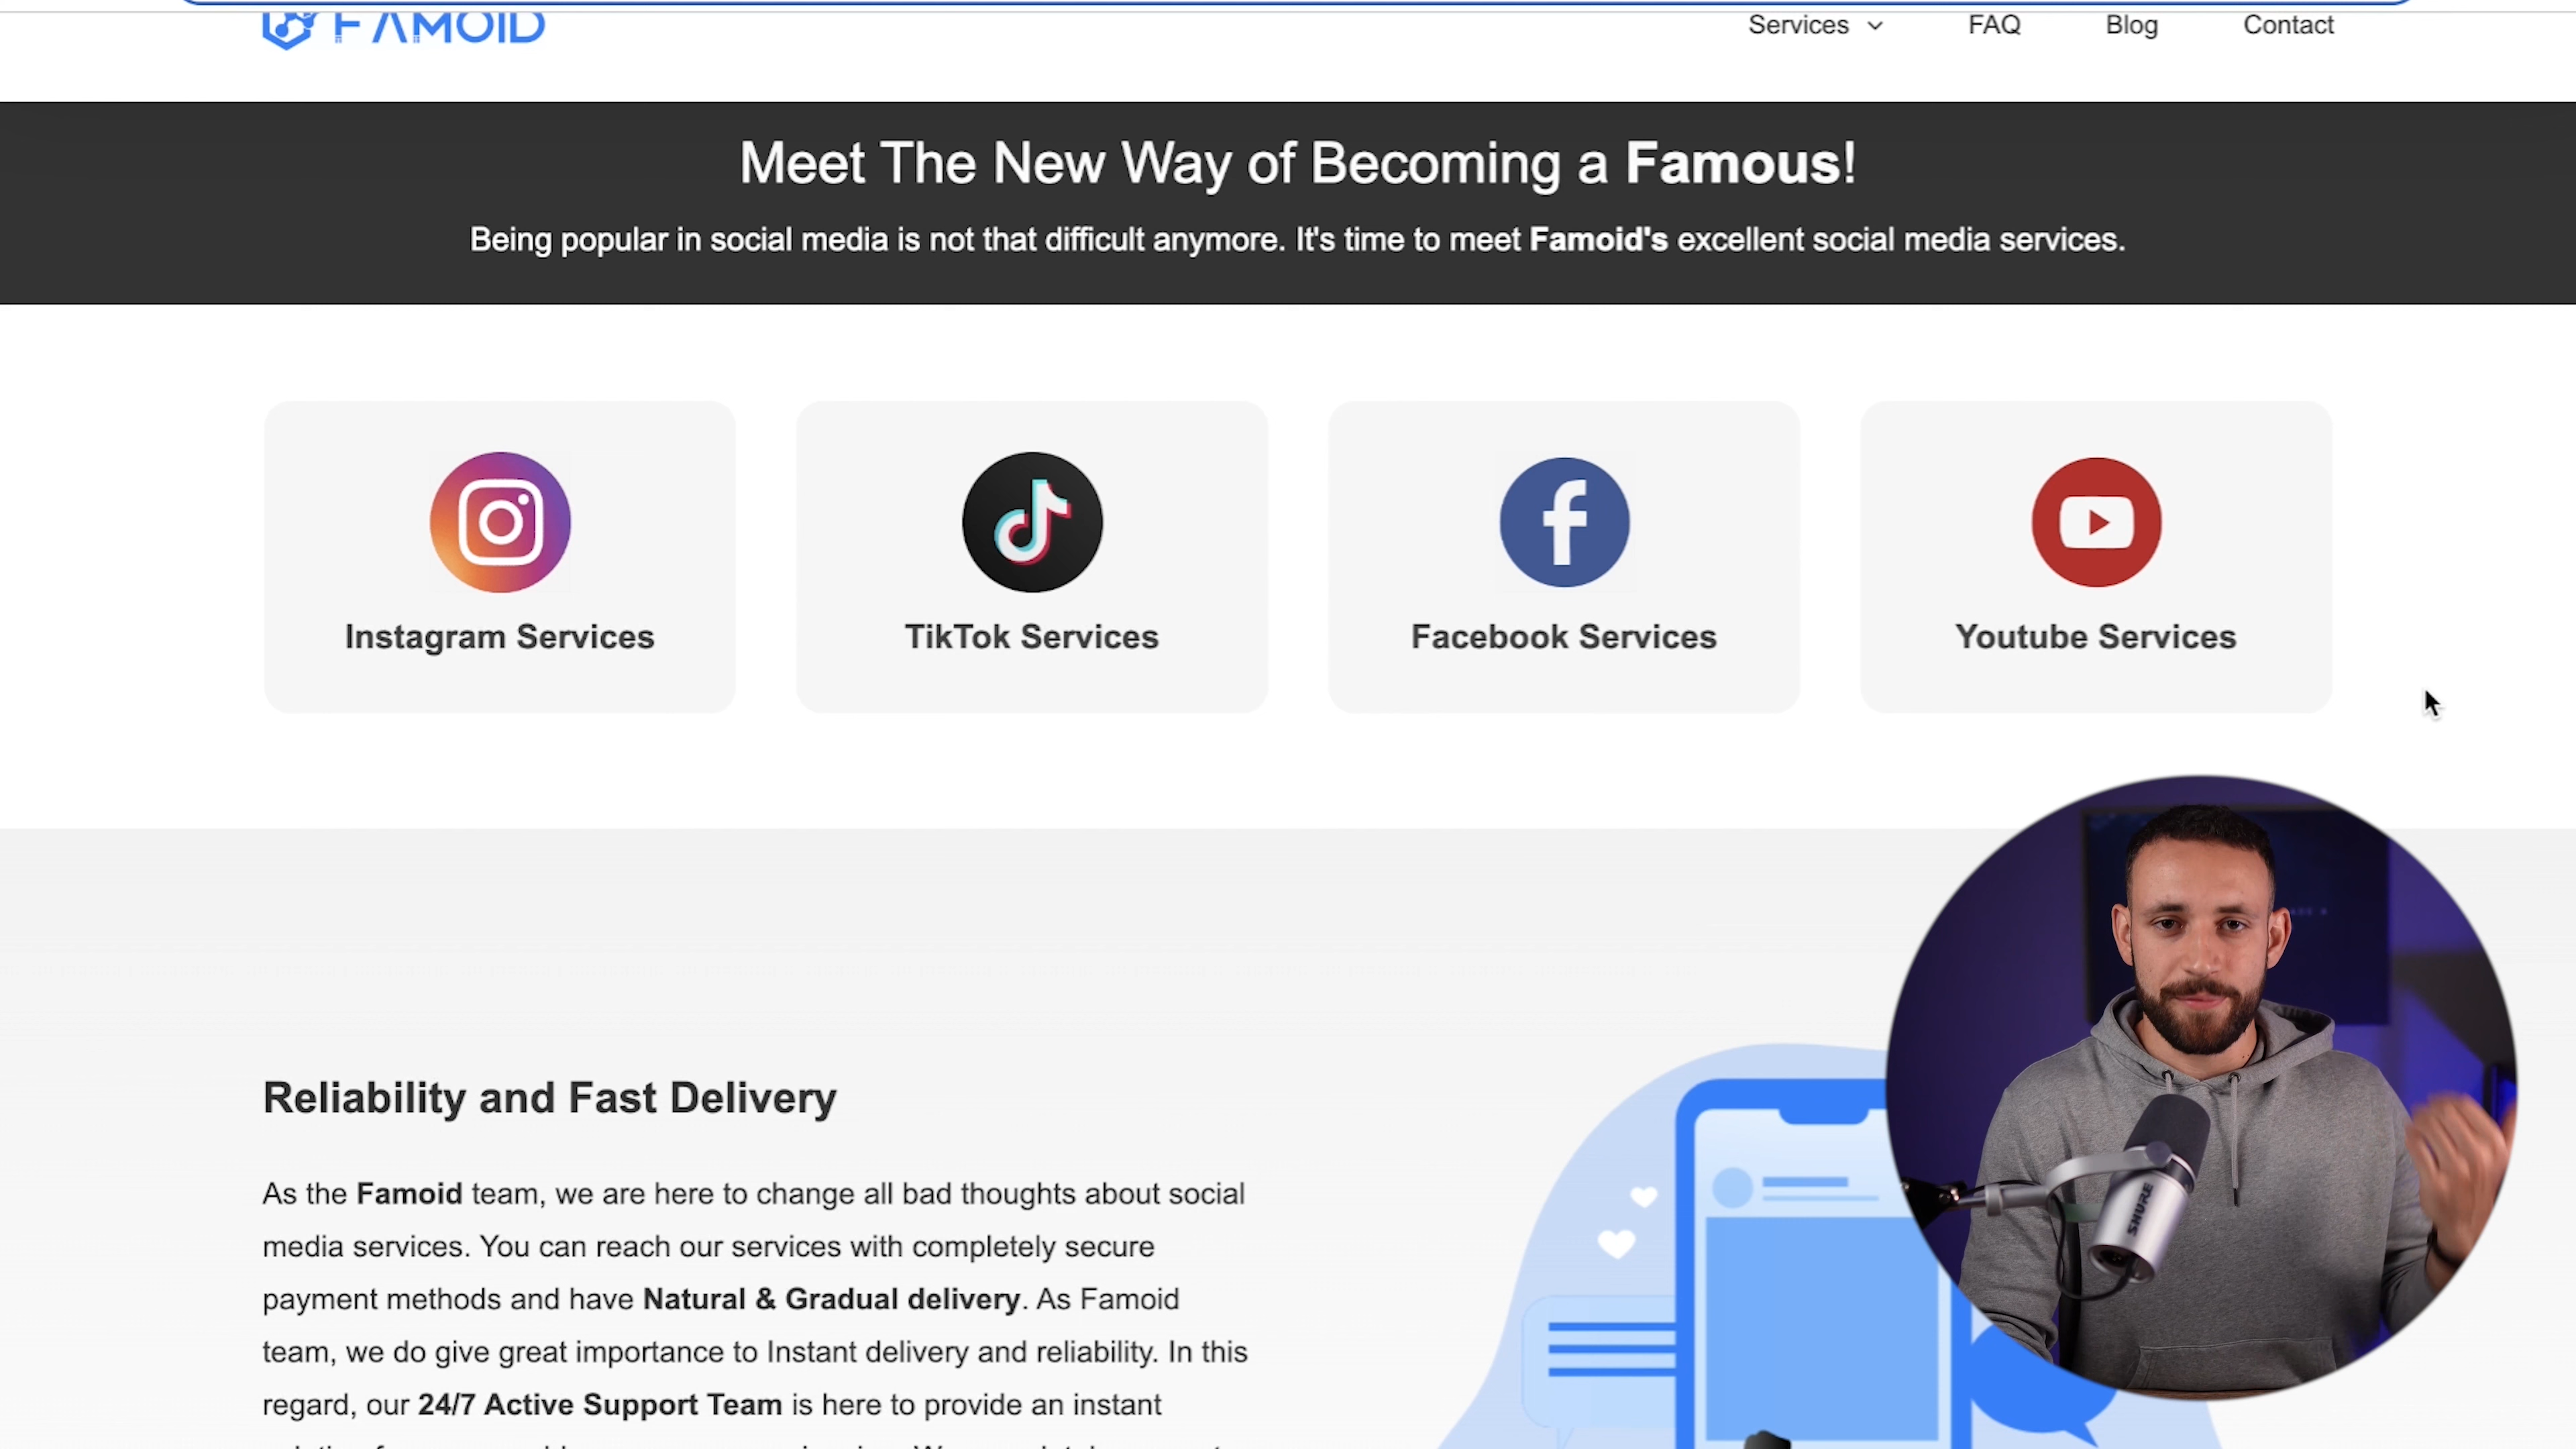 FAMOID
Services
FAQ
Blog
Contact
Meet The New Way of Becoming a Famous!
Being popular in social media is not that difficult anymore. It's time to meet Famoid's excellent social media services.
Instagram Services
TikTok Services
Facebook Services
Youtube Services
Reliability and Fast Delivery
As the Famoid team, we are here to change all bad thoughts about social
media services. You can reach our services with completely secure
payment methods and have Natural & Gradual delivery. As Famoid
team, we do give great importance to Instant delivery and reliability. In this
regard, our 24/7 Active Support Team is here to provide an instant
SHURE